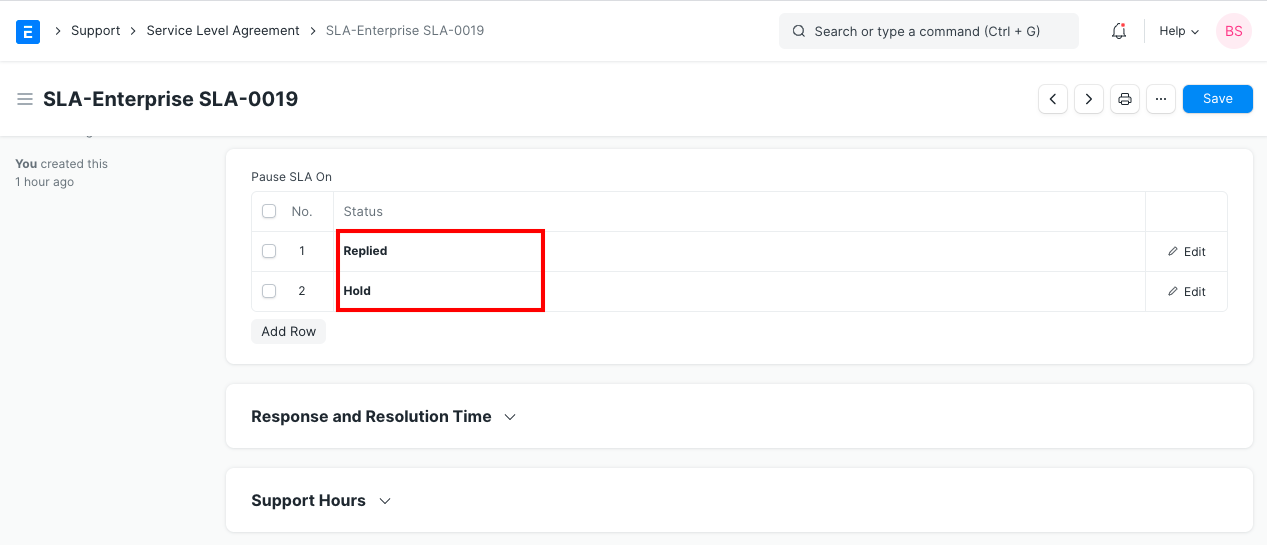 E > Support > Service Level Agreement > SLA-Enterprise SLA-0019 Search or type a command (Ctrl + G) Help BS
SLA-Enterprise SLA-0019 Save
You created this
1 hour ago
Pause SLA On
No. Status
1 Replied Edit
2 Hold Edit
Add Row
Response and Resolution Time
Support Hours